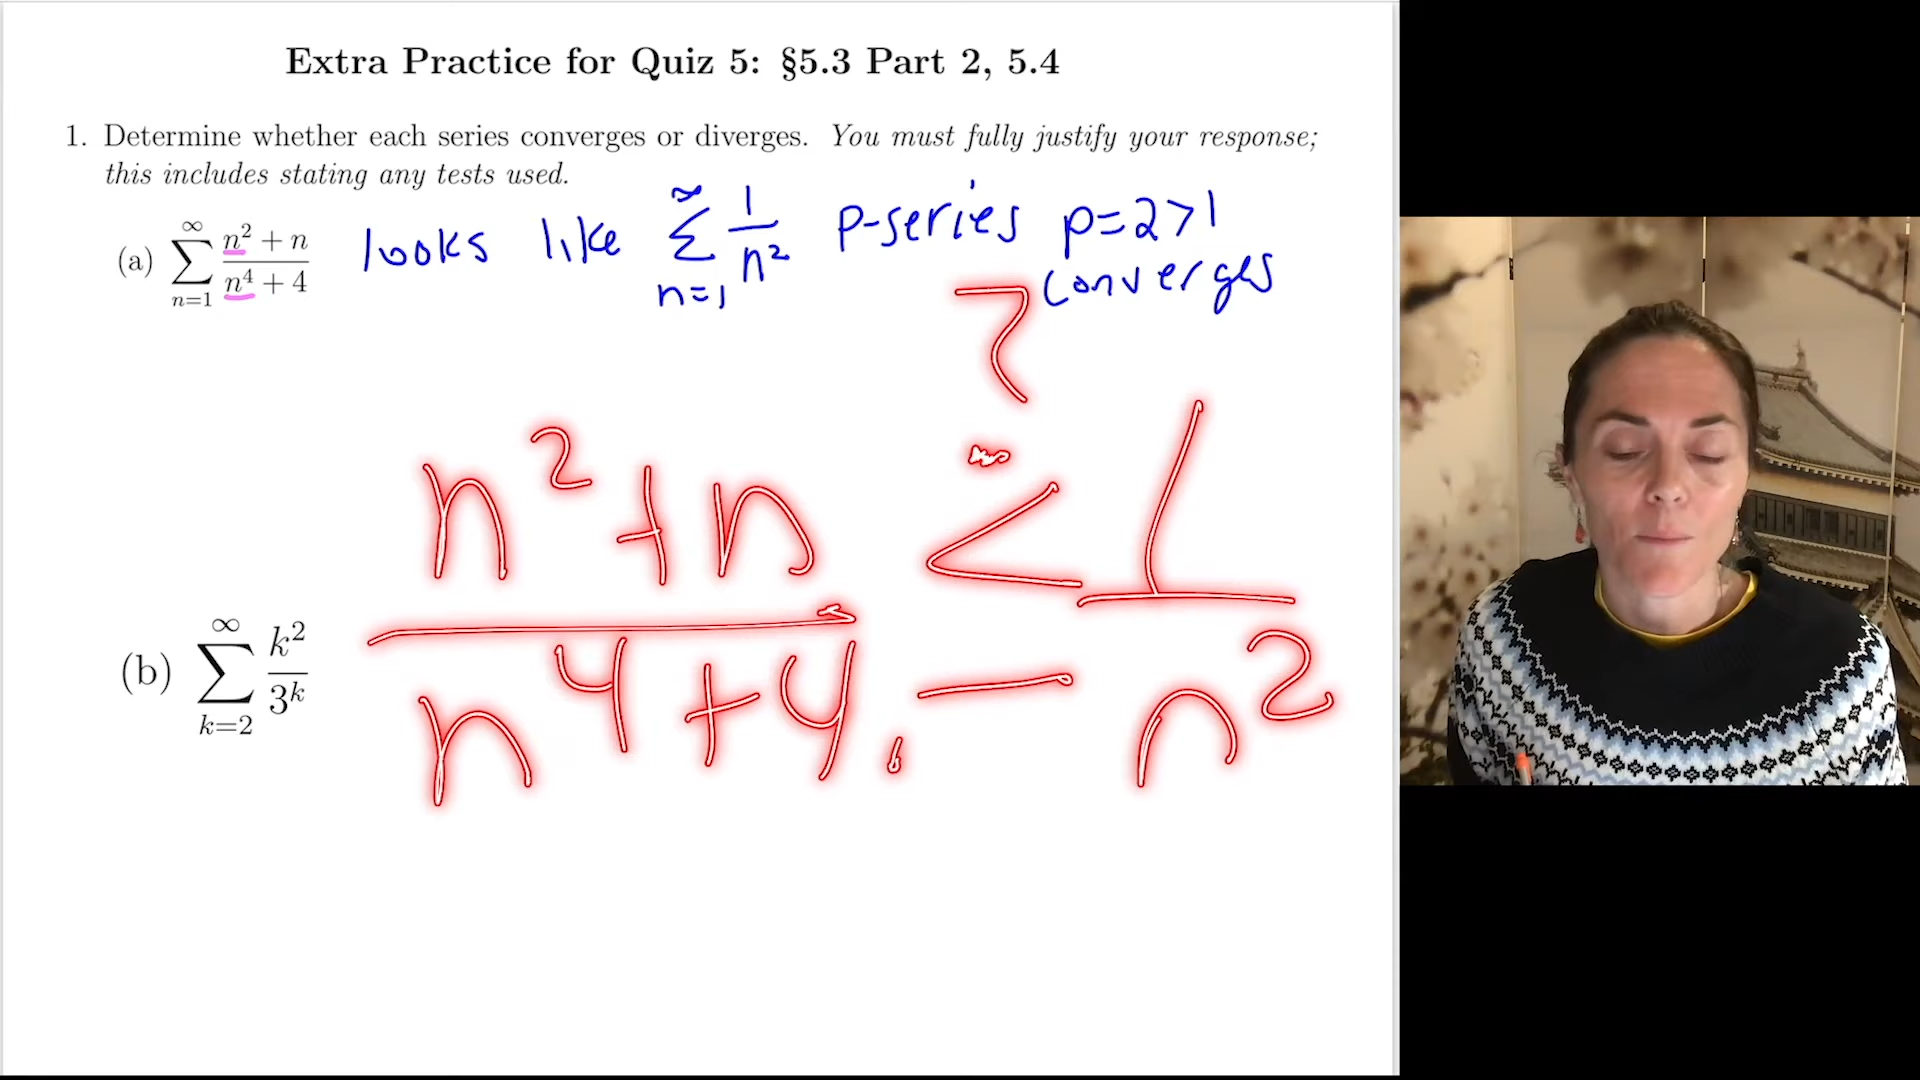 Extra Practice for Quiz 5: §5.3 Part 2, 5.4
1. Determine whether each series converges or diverges. You must fully justify your response;
this includes stating any tests used.
(a) ∑_{n=1}^{∞} (n² + n)/(n⁴ + 4) looks like ∑_{n=1}^{∞} 1/n² p-series p=2>1
converges
?
(n²+n)/(n⁴+4) ≤ 1/n²
(b) ∑_{k=2}^{∞} k²/3ᵏ